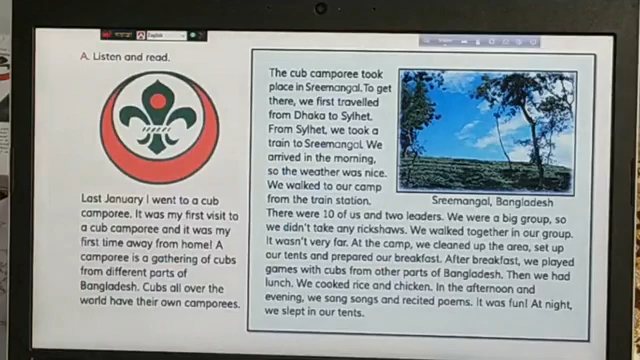 English
A. Listen and read.
Last January I went to a cub
camporee. It was my first visit to
a cub camporee and it was my
first time away from home! A
camporee is a gathering of cubs
from different parts of
Bangladesh. Cubs all over the
world have their own camporees.
The cub camporee took
place in Sreemangal. To get
there, we first travelled
from Dhaka to Sylhet.
From Sylhet, we took a
train to Sreemangal. We
arrived in the morning,
so the weather was nice.
We walked to our camp
from the train station.
There were 10 of us and two leaders. We were a big group, so
we didn't take any rickshaws. We walked together in our group.
It wasn't very far. At the camp, we cleaned up the area, set up
our tents and prepared our breakfast. After breakfast, we played
games with cubs from other parts of Bangladesh. Then we had
lunch. We cooked rice and chicken. In the afternoon and
evening, we sang songs and recited poems. It was fun! At night,
we slept in our tents.
Sreemangal, Bangladesh